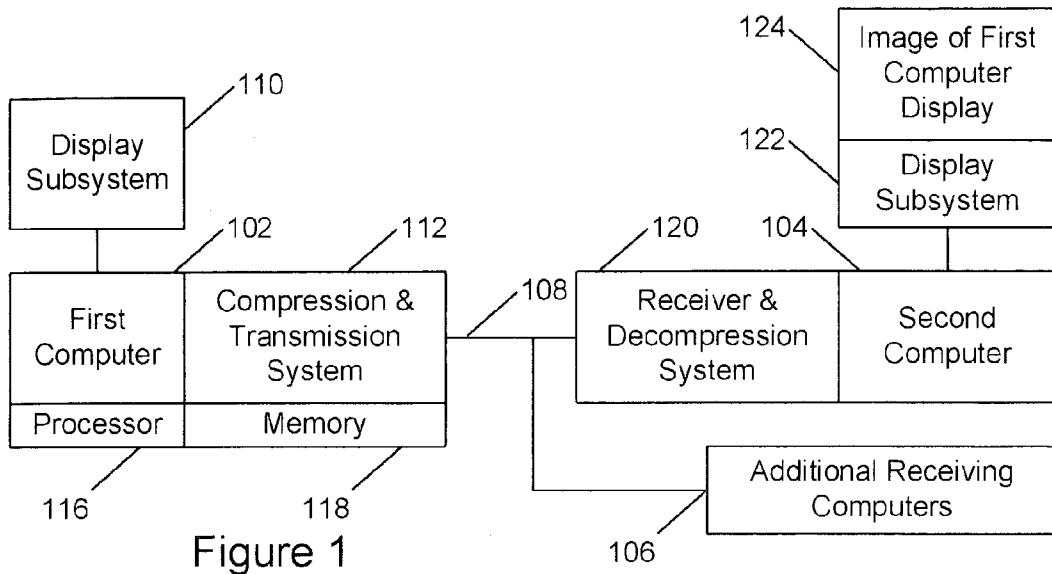 124
Image of First
Computer
Display
110
122
Display
Subsystem
Display
Subsystem
102
112
120
104
First
Computer
Compression &
Transmission
System
108
Receiver &
Decompression
System
Second
Computer
Processor
Memory
116
118
Additional Receiving
Computers
106
Figure 1